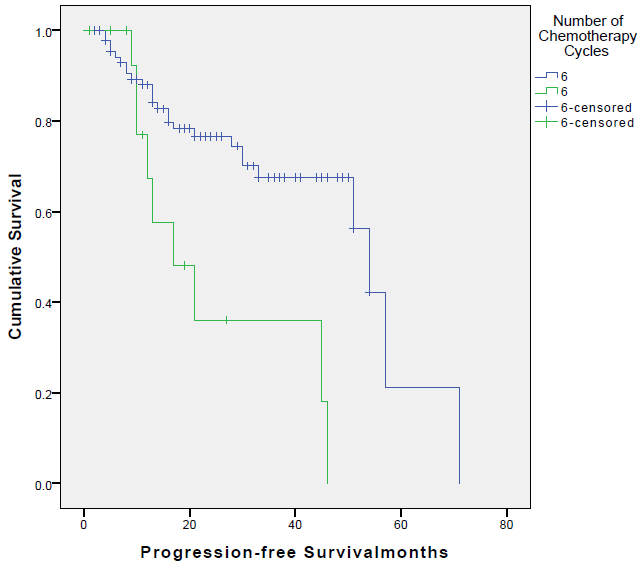 Number of
Chemotherapy
Cycles
6
6
6-censored
6-censored
1.0
0.8
0.6
0.4
0.2
0.0
Cumulative Survival
0 20 40 60 80
Progression-free Survivalmonths